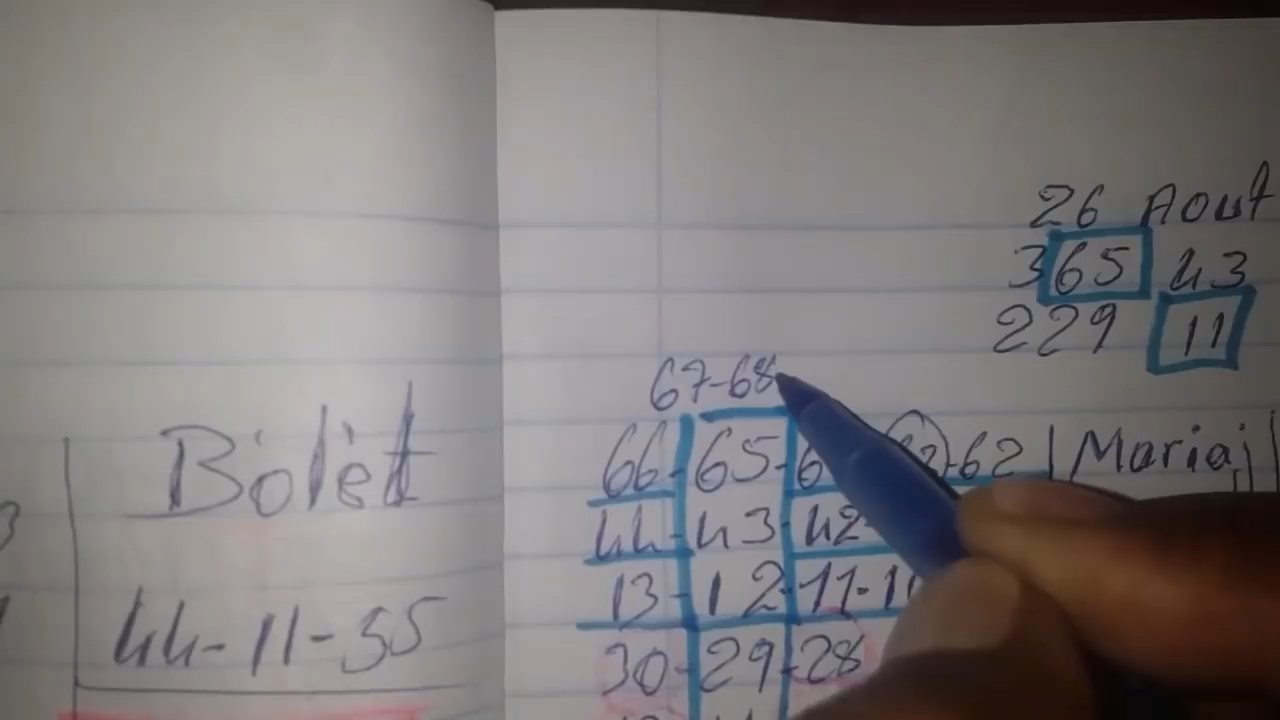 Bolèt
44-11-35
26 Aout
365 43
229 11
67-68
66-65-6 -62 | Mariaj
44-43-42
13-12-11-1
30-29-28